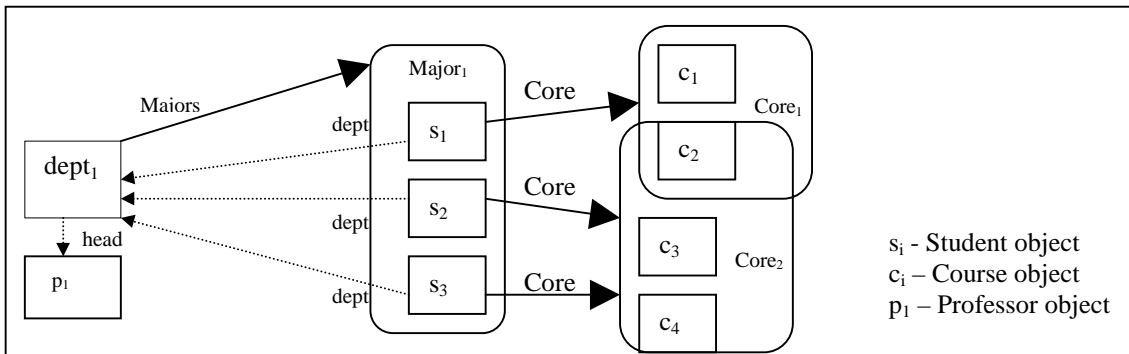 Major₁
c₁
Core
Majors
Core₁
dept
s₁
c₂
dept₁
Core
s₂
dept
c₃
head
Core₂
sᵢ - Student object
p₁
Core
cᵢ – Course object
dept
s₃
p₁ – Professor object
c₄